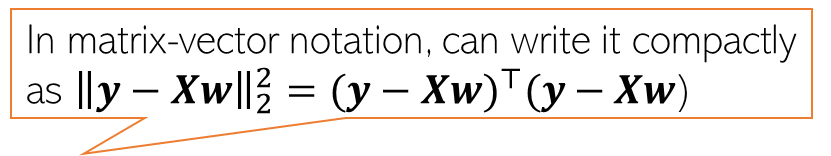 In matrix-vector notation, can write it compactly
as ‖𝒚 − 𝑿𝒘‖₂² = (𝒚 − 𝑿𝒘)⊤(𝒚 − 𝑿𝒘)